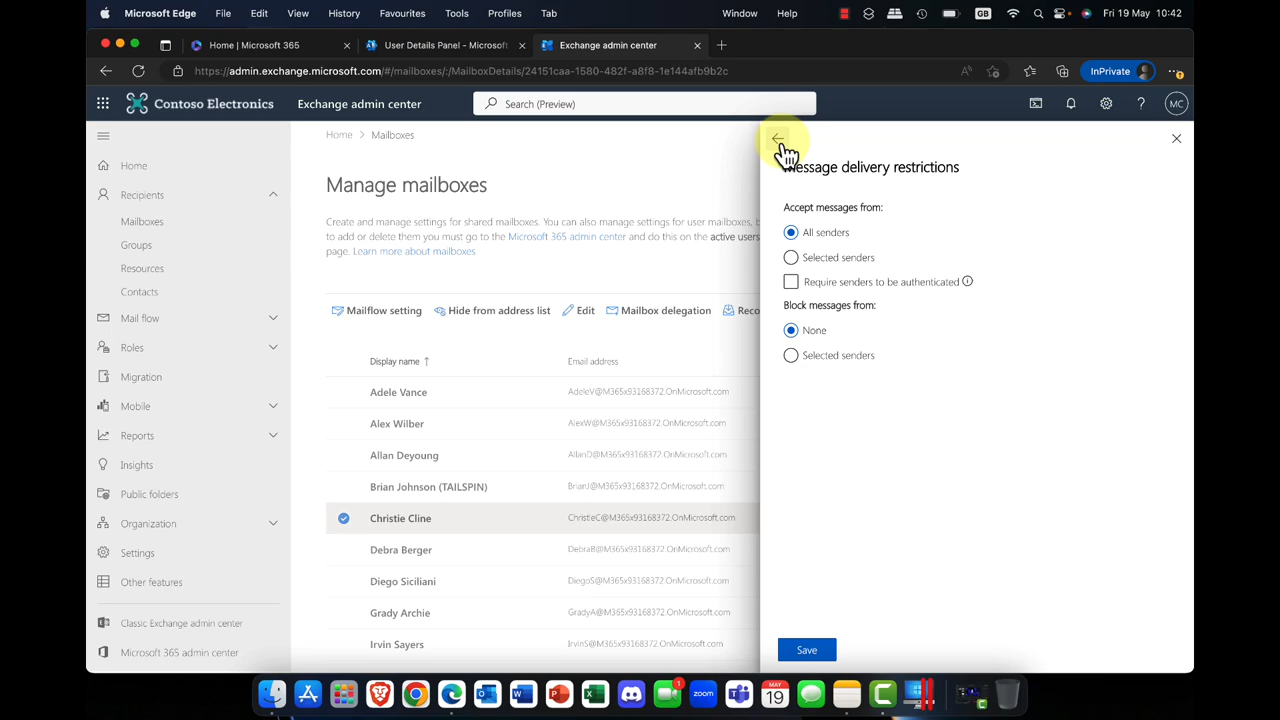 Microsoft Edge File Edit View History Favourites Tools Profiles Tab Window Help GB Fri 19 May 10:42
Home | Microsoft 365
User Details Panel - Microsoft
Exchange admin center
https://admin.exchange.microsoft.com/#/mailboxes/:/MailboxDetails/24151caa-1580-482f-a8f8-1e144afb9b2c
InPrivate
Contoso Electronics
Exchange admin center
Search (Preview)
MC
Home
Recipients
Mailboxes
Groups
Resources
Contacts
Mail flow
Roles
Migration
Mobile
Reports
Insights
Public folders
Organization
Settings
Other features
Classic Exchange admin center
Microsoft 365 admin center
Home > Mailboxes
Manage mailboxes
Create and manage settings for shared mailboxes. You can also manage settings for user mailboxes, b
to add or delete them you must go to the Microsoft 365 admin center and do this on the active users
page. Learn more about mailboxes
Mailflow setting Hide from address list Edit Mailbox delegation Reco
Display name ↑ Email address
Adele Vance AdeleV@M365x93168372.OnMicrosoft.com
Alex Wilber AlexW@M365x93168372.OnMicrosoft.com
Allan Deyoung AllanD@M365x93168372.OnMicrosoft.com
Brian Johnson (TAILSPIN) BrianJ@M365x93168372.OnMicrosoft.com
Christie Cline ChristieC@M365x93168372.OnMicrosoft.com
Debra Berger DebraB@M365x93168372.OnMicrosoft.com
Diego Siciliani DiegoS@M365x93168372.OnMicrosoft.com
Grady Archie GradyA@M365x93168372.OnMicrosoft.com
Irvin Sayers IrvinS@M365x93168372.OnMicrosoft.com
Message delivery restrictions
Accept messages from:
All senders
Selected senders
Require senders to be authenticated
Block messages from:
None
Selected senders
Save
1
zoom
MAY
19